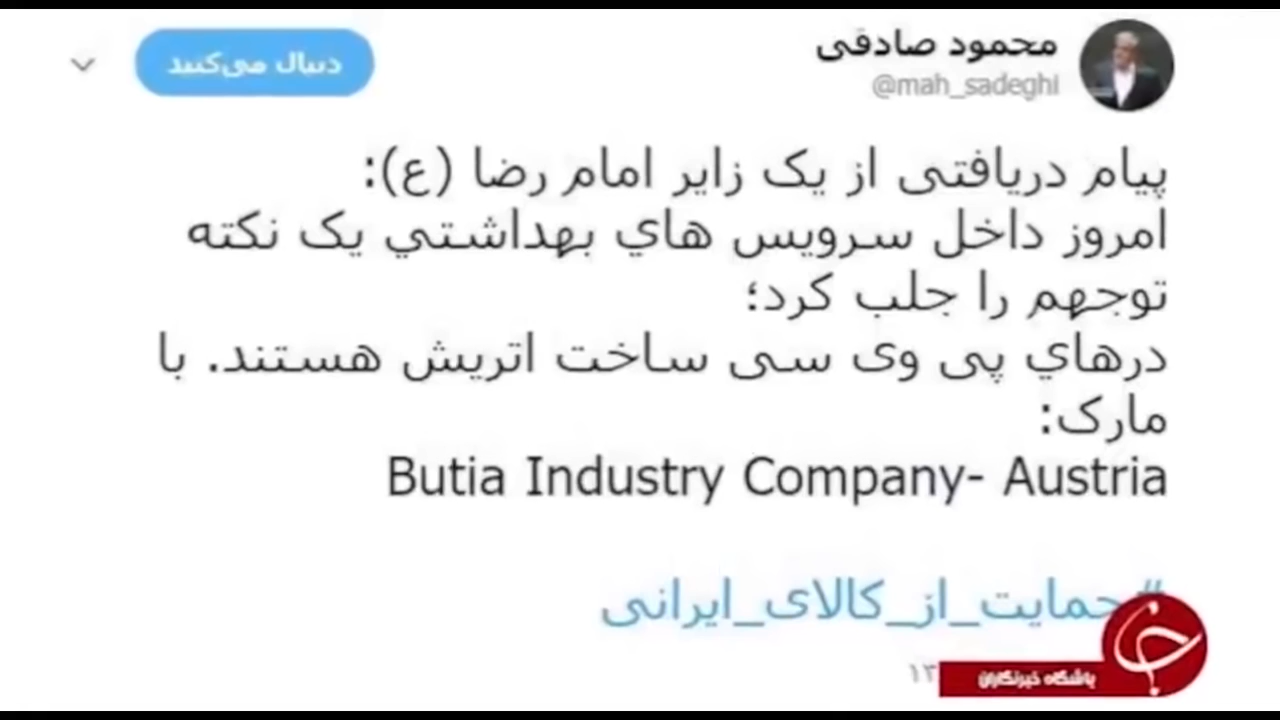 محمود صادقی
@mah_sadeghi
دنبال می‌کنید
پیام دریافتی از یک زایر امام رضا (ع):
امروز داخل سرویس هاي بهداشتي یک نکته
توجهم را جلب کرد؛
درهاي پی وی سی ساخت اتریش هستند. با
مارک:
Butia Industry Company- Austria
#حمایت_از_کالای_ایرانی
باشگاه خبرنگاران